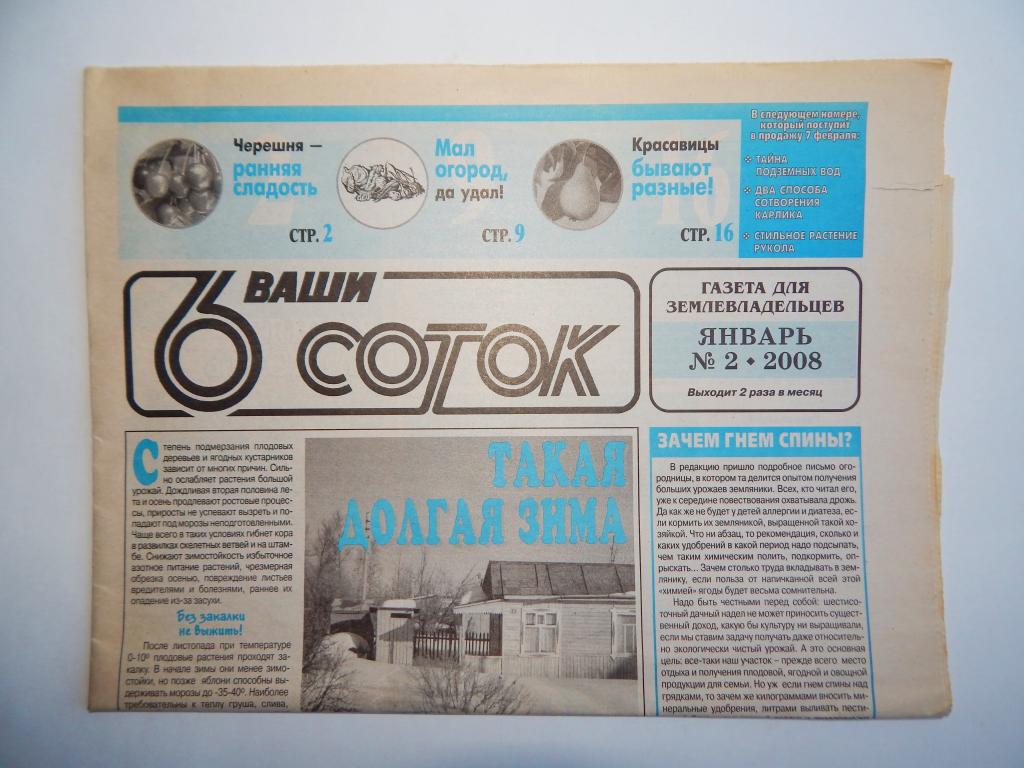 Черешня –
ранняя
сладость
СТР. 2
Мал
огород,
да удал!
СТР. 9
Красавицы
бывают
разные!
СТР. 16
В следующем номере,
который поступит
в продажу 7 февраля:
❖ ТАЙНА
ПОДЗЕМНЫХ ВОД
❖ ДВА СПОСОБА
СОТВОРЕНИЯ
КАРЛИКА
❖ СТИЛЬНОЕ РАСТЕНИЕ
РУКОЛА
ВАШИ
6 СОТОК
ГАЗЕТА ДЛЯ
ЗЕМЛЕВЛАДЕЛЬЦЕВ
ЯНВАРЬ
№ 2 • 2008
Выходит 2 раза в месяц
ТАКАЯ
ДОЛГАЯ ЗИМА
Степень подмерзания плодовых
деревьев и ягодных кустарников
зависит от многих причин. Силь-
но ослабляет растения большой
урожай. Дождливая вторая половина ле-
та и осень продлевают ростовые процес-
сы, приросты не успевают вызреть и по-
падают под морозы неподготовленными.
Чаще всего в таких условиях гибнет кора
в развилках скелетных ветвей и на штам-
бе. Снижают зимостойкость избыточное
азотное питание растений, чрезмерная
обрезка осенью, повреждение листьев
вредителями и болезнями, раннее их
опадение из-за засухи.
Без закалки
не выжить!
После листопада при температуре
0-10º плодовые растения проходят за-
калку. В начале зимы они менее зимо-
стойки, но позже яблони способны вы-
держивать морозы до -35-40º. Наиболее
требовательны к теплу груша, слива,
ЗАЧЕМ ГНЕМ СПИНЫ?
В редакцию пришло подробное письмо ого-
родницы, в котором та делится опытом получения
больших урожаев земляники. Всех, кто читал его,
уже к середине повествования охватывала дрожь.
Да как же не будет у детей аллергии и диатеза, ес-
ли кормить их земляникой, выращенной такой хо-
зяйкой. Что ни абзац, то рекомендация, сколько и
каких удобрений в какой период надо подсыпать,
чем таким химическим полить, подкормить, оп-
рыскать... Зачем столько труда вкладывать в зем-
лянику, если польза от напичканной всей этой
«химией» ягоды будет весьма сомнительна.
Надо быть честными перед собой: шестисо-
точный дачный надел не может приносить сущест-
венный доход, какую бы культуру ни выращивали,
если мы ставим задачу получать даже относитель-
но экологически чистый урожай. А это основная
цель: все-таки наш участок – прежде всего место
отдыха и получения плодовой, ягодной и овощной
продукции для семьи. Но уж если гнем спины над
грядками, то зачем же килограммами вносить ми-
неральные удобрения, литрами выливать пести-